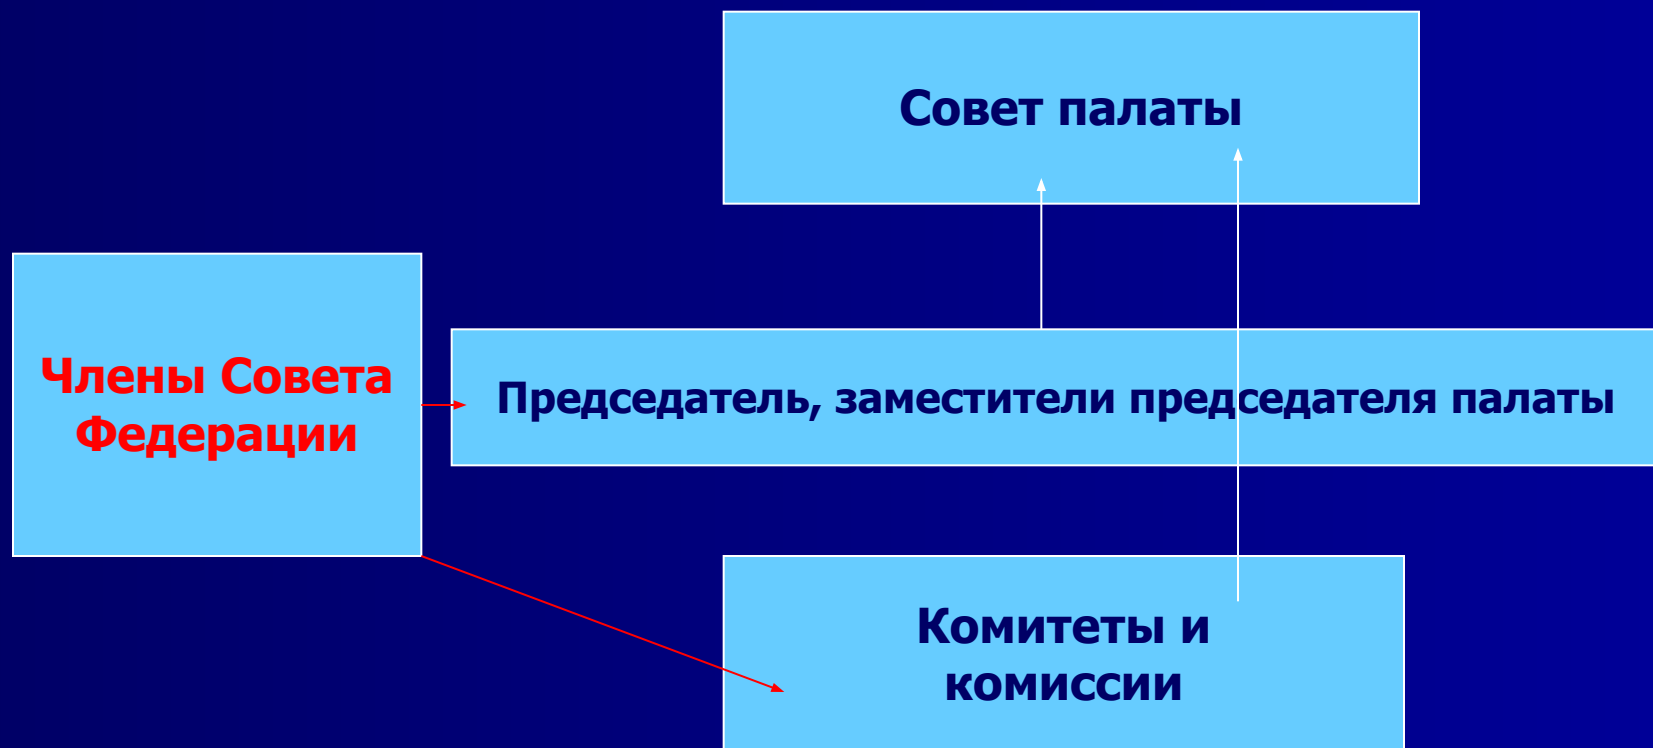 Совет палаты
Члены Совета
Федерации
Председатель, заместители председателя палаты
Комитеты и
комиссии